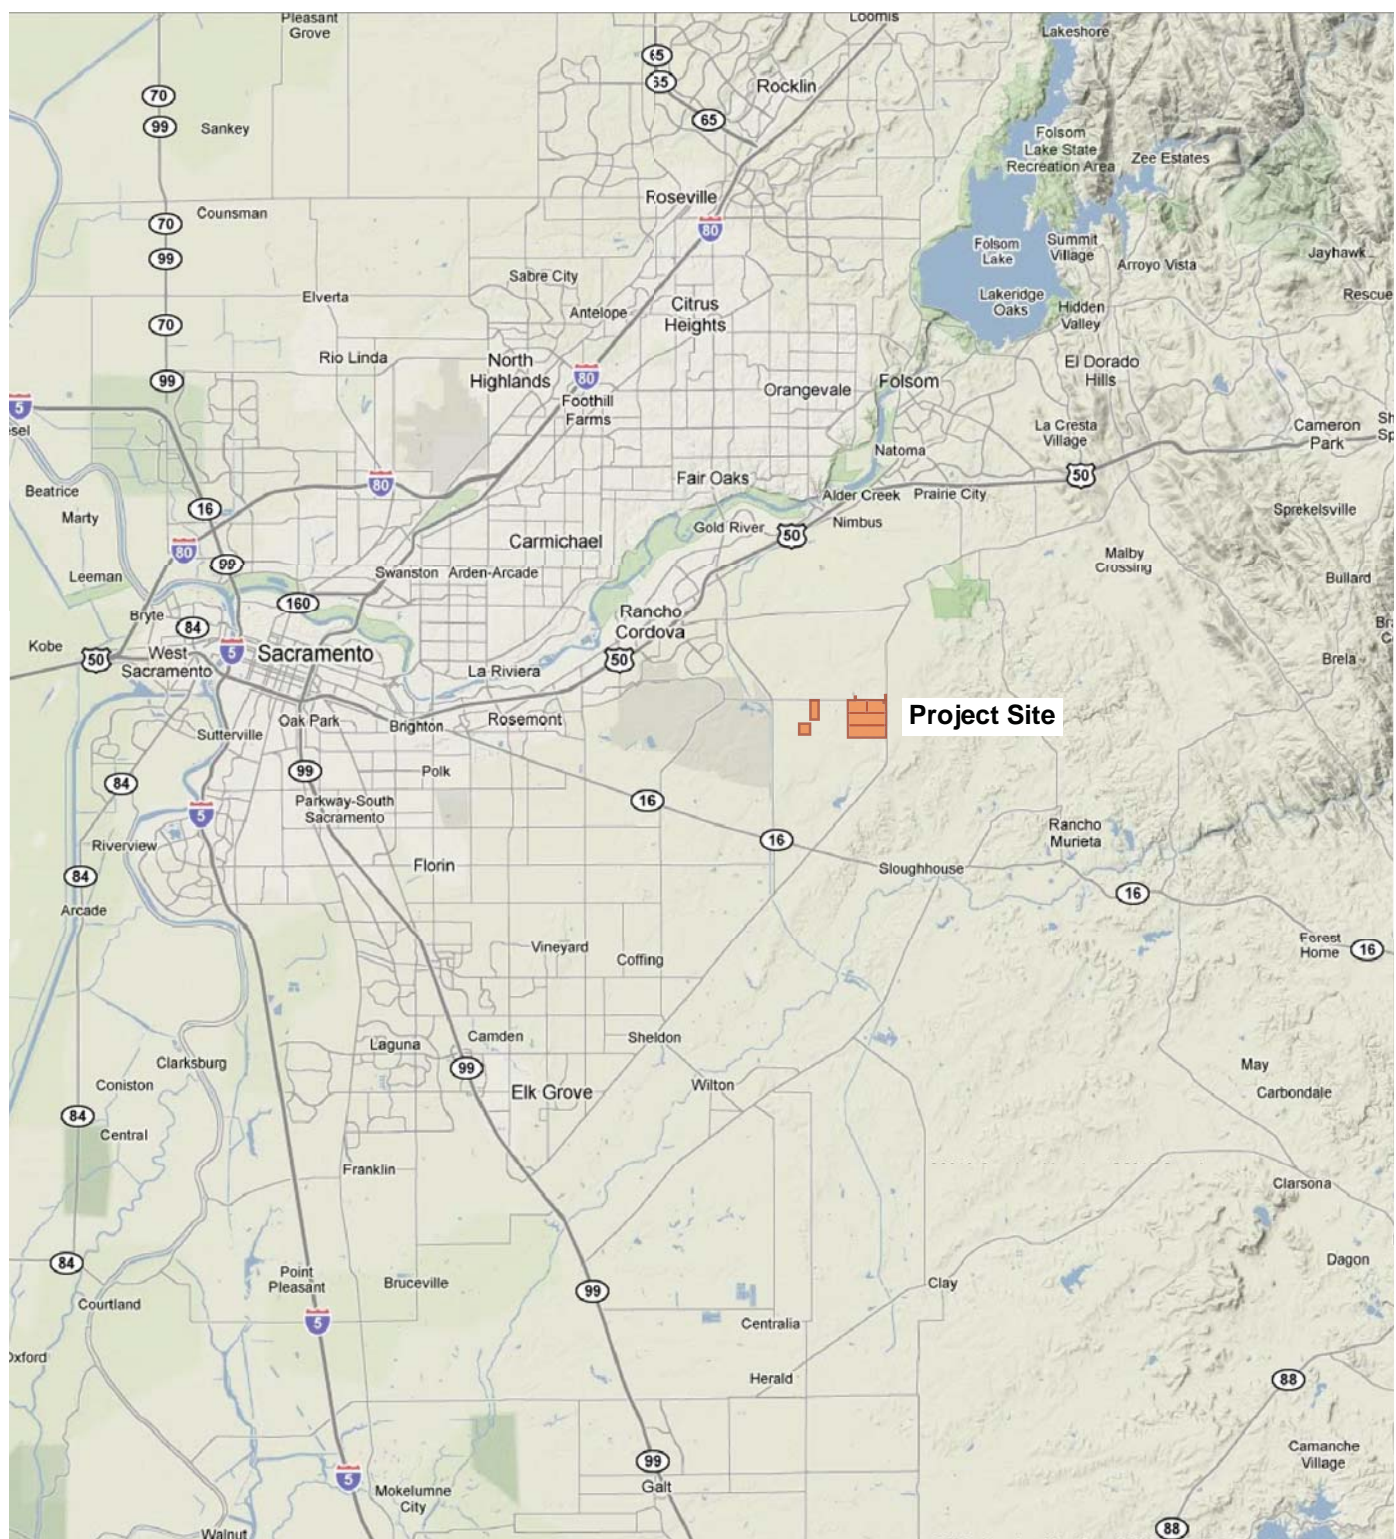 Pleasant
Grove
Loomis
Lakeshore
65
65
Rocklin
70
65
99
Sankey
Folsom
Lake State
Recreation Area
Zee Estates
Roseville
Counsman
70
80
99
Folsom
Lake
Summit
Village
Jayhawk
Arroyo Vista
Sabre City
Elverta
Lakeridge
Oaks
Rescue
Citrus
Heights
Antelope
Hidden
Valley
70
Rio Linda
North
Highlands
El Dorado
Hills
99
80
Orangevale
Folsom
5
Foothill
Farms
Sh
Sp
La Cresta
Village
Cameron
Park
esel
Natoma
50
80
Fair Oaks
Beatrice
Alder Creek
Prairie City
16
Marty
Sprekelsville
Gold River
Nimbus
50
Carmichael
80
Malby
Crossing
99
Leeman
Swanston
Arden-Arcade
Bullard
160
Bryte
84
Rancho
Cordova
Bra
C
Kobe
50
West
Sacramento
5
Sacramento
50
Brela
La Riviera
Project Site
Oak Park
Brighton
Rosemont
Sutterville
99
Polk
84
16
Parkway-South
Sacramento
5
Rancho
Murieta
16
Riverview
Florin
Sloughhouse
84
16
Arcade
Vineyard
Forest
Home
16
Coffing
Camden
Sheldon
Laguna
Clarksburg
May
99
Coniston
Elk Grove
Wilton
Carbondale
84
Central
Franklin
Clarsona
84
Dagon
Point
Pleasant
Bruceville
Clay
99
Courtland
5
Centralia
Oxford
Herald
88
Camanche
Village
99
5
Galt
Mokelumne
City
88
Walnut